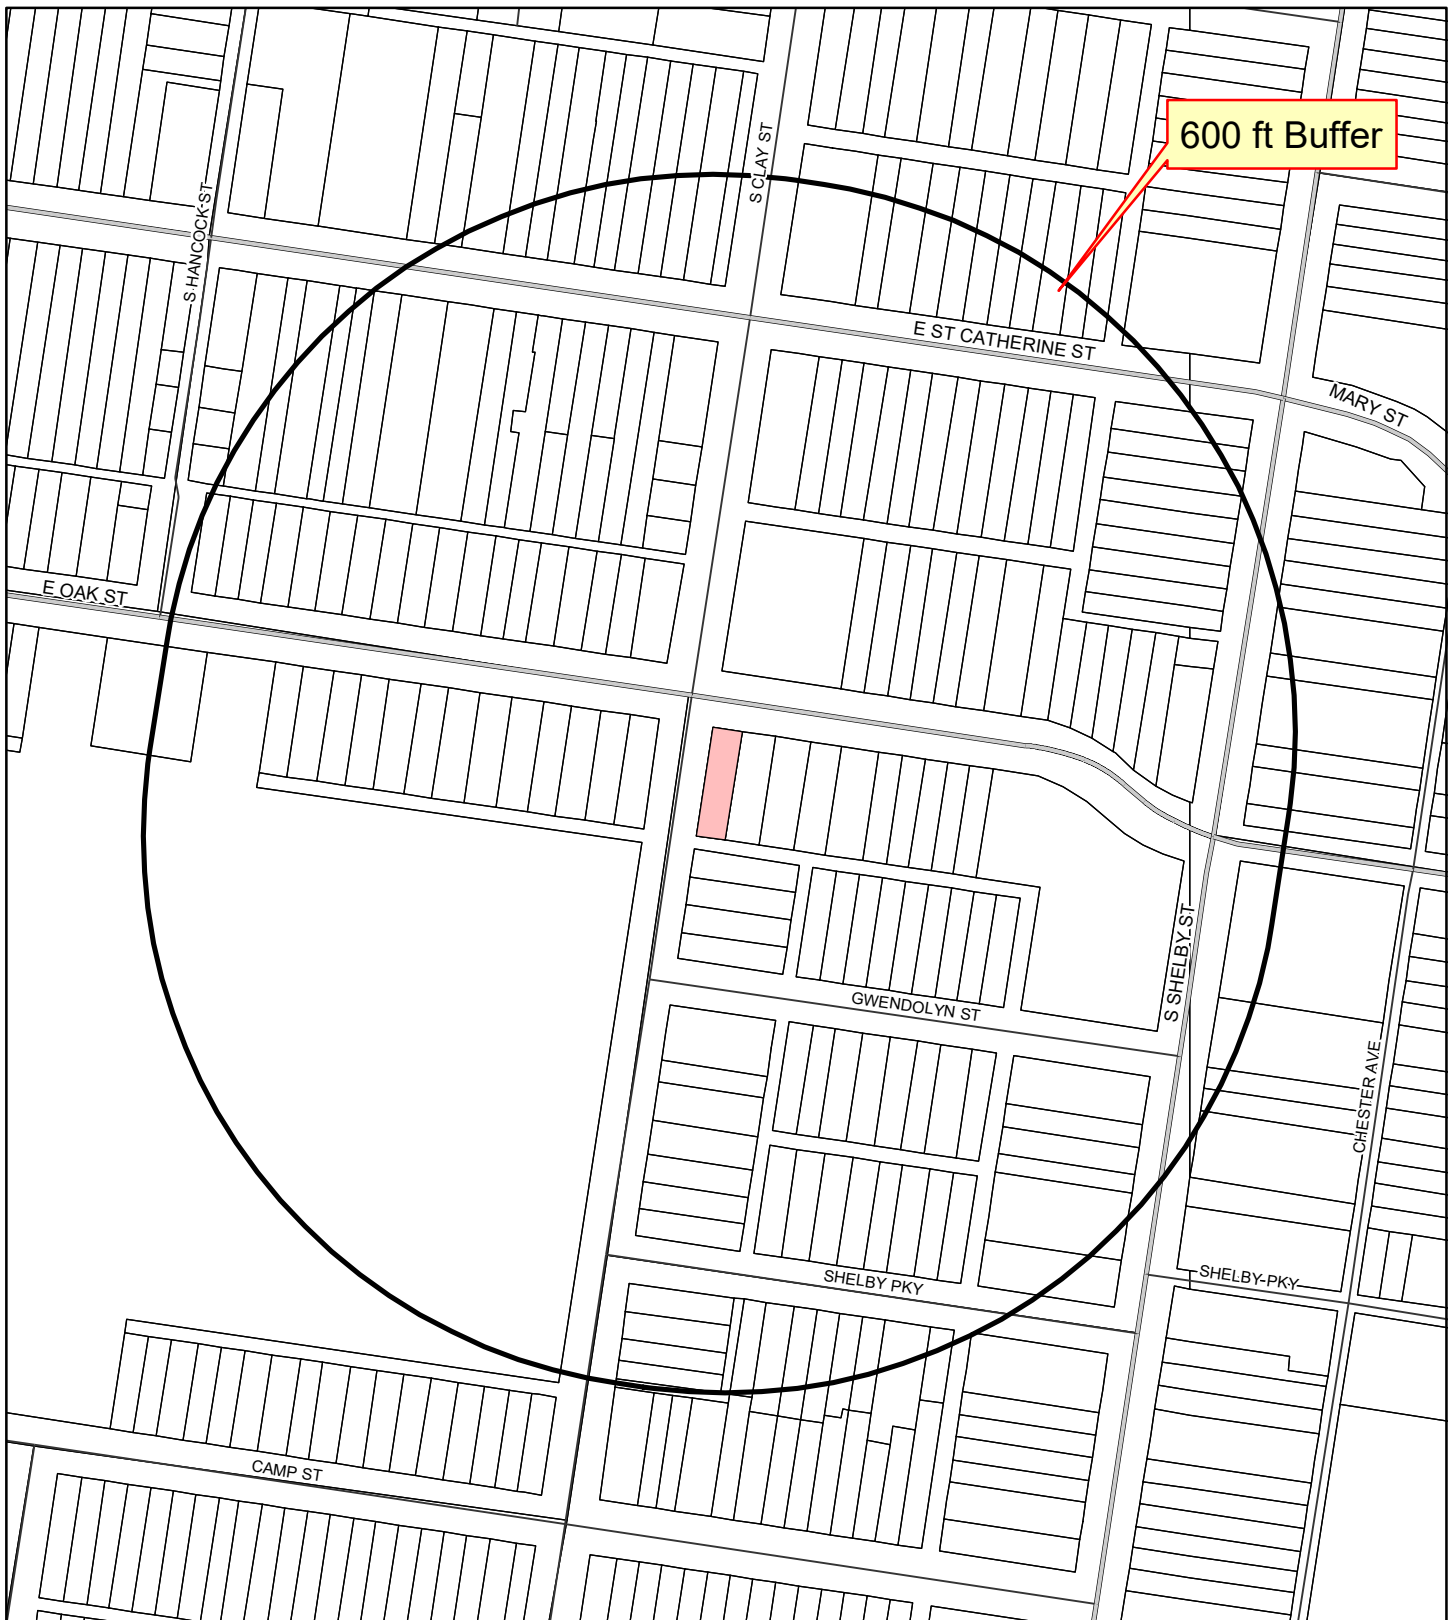 600 ft Buffer
S CLAY ST
S HANCOCK ST
E ST CATHERINE ST
MARY ST
E OAK ST
S SHELBY ST
GWENDOLYN ST
CHESTER AVE
SHELBY PKY
SHELBY PKY
CAMP ST